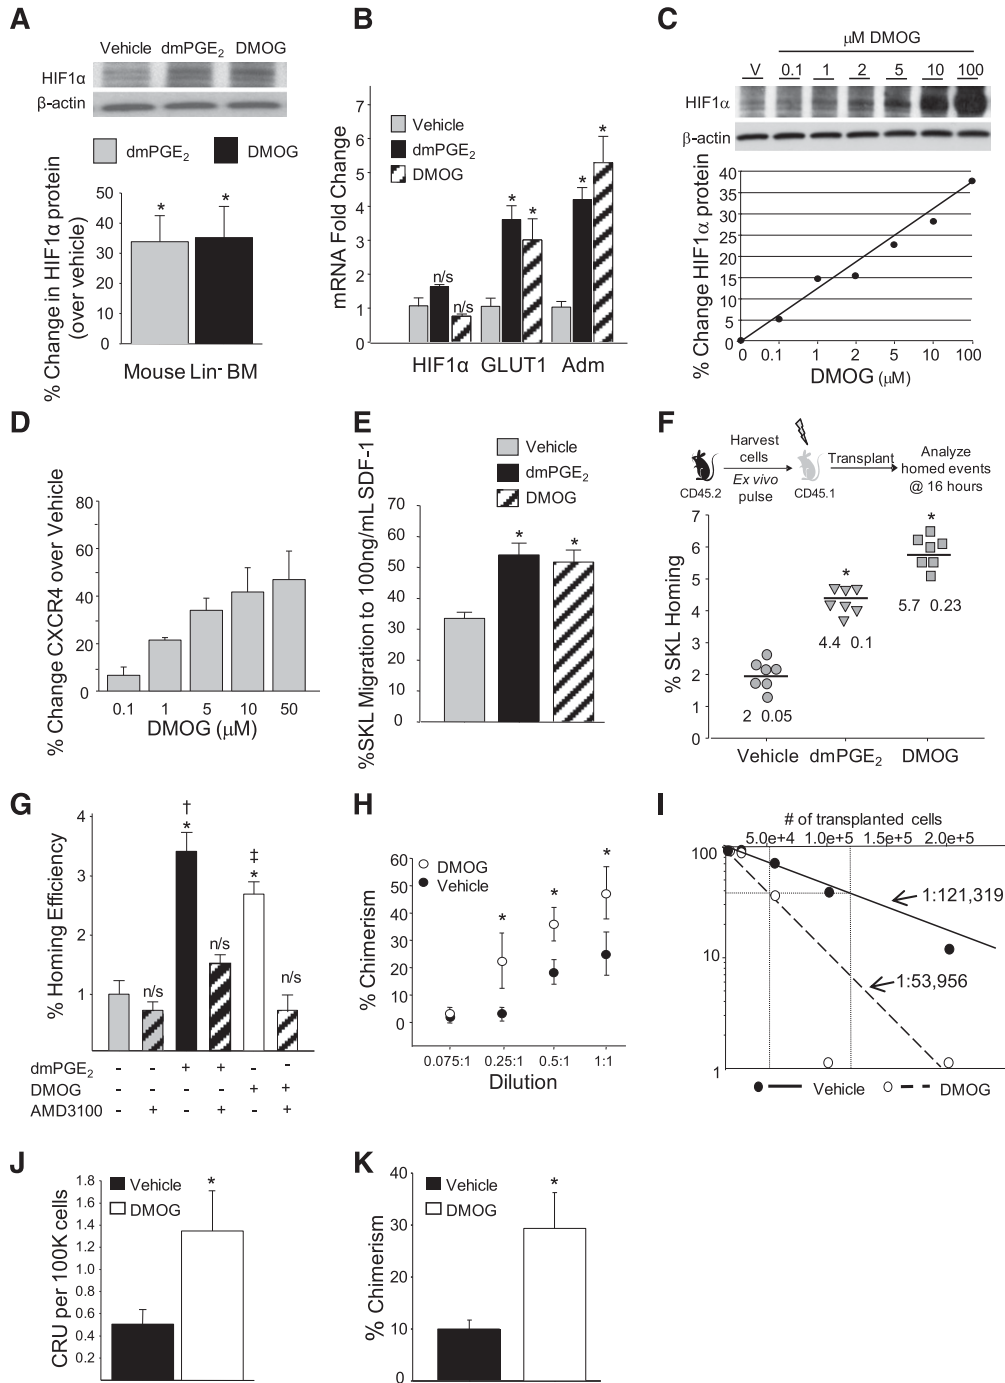 A
Vehicle dmPGE2 DMOG
HIF1α
β-actin
dmPGE2 DMOG
% Change in HIF1α protein
(over vehicle)
50
40
30
20
10
0
* *
Mouse Lin- BM
B
Vehicle
dmPGE2
DMOG
mRNA Fold Change
7
6
5
4
3
2
1
0
n/s n/s * * * *
HIF1α GLUT1 Adm
C
μM DMOG
V 0.1 1 2 5 10 100
HIF1α
β-actin
% Change HIF1α protein
40
35
30
25
20
15
10
5
0
0 0.1 1 2 5 10 100
DMOG (μM)
D
% Change CXCR4 over Vehicle
80
60
40
20
0
0.1 1 5 10 50
DMOG (μM)
E
Vehicle
dmPGE2
DMOG
%SKL Migration to 100ng/mL SDF-1
70
60
50
40
30
20
10
0
* *
F
Harvest
cells
Ex vivo
pulse
Transplant
Analyze
homed events
@ 16 hours
CD45.2
CD45.1
% SKL Homing
7
6
5
4
3
2
1
0
* *
5.7 0.23
4.4 0.1
2 0.05
Vehicle dmPGE2 DMOG
G
% Homing Efficiency
4
3
2
1
n/s † * n/s ‡ * n/s
dmPGE2 - - + + - -
DMOG - - - - + +
AMD3100 - + - + - +
H
DMOG
Vehicle
% Chimerism
60
50
40
30
20
10
0
* * *
0.075:1 0.25:1 0.5:1 1:1
Dilution
I
# of transplanted cells
5.0e+4 1.0e+5 1.5e+5 2.0e+5
100
10
1
1:121,319
1:53,956
Vehicle DMOG
J
Vehicle
DMOG
CRU per 100K cells
1.8
1.6
1.4
1.2
1.0
0.8
0.6
0.4
0.2
*
K
Vehicle
DMOG
% Chimerism
40
30
20
10
0
*